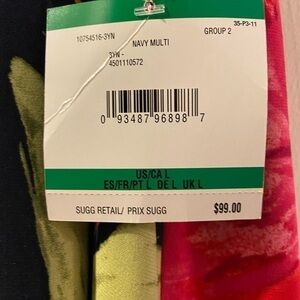 35-P3-11
10754516-3YN NAVY MULTI GROUP 2
3YN -
4501110572
0 93487 96898 7
US/CA L
ES/FR/PT L DE L UK L
SUGG RETAIL/ PRIX SUGG $99.00